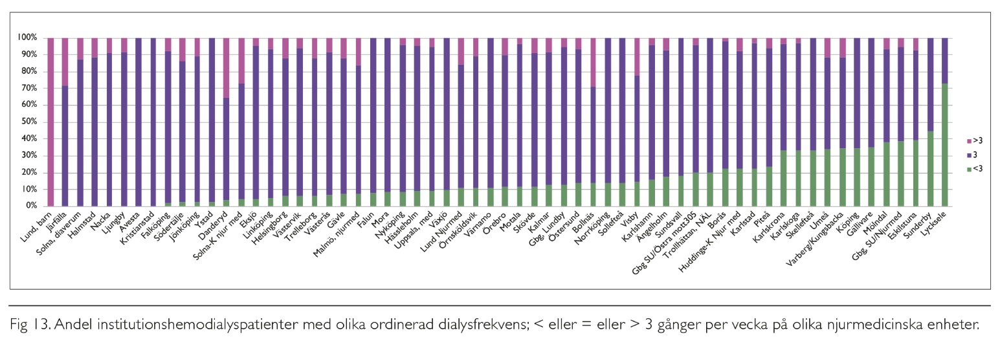 100%
90%
80%
70%
60%
50%
40%
30%
20%
10%
0%
>3
3
<3
Lund, barn
Järfälla
Solna, diaverum
Halmstad
Nacka
Ljungby
Avesta
Kristianstad
Falköping
Södertälje
Jönköping
Ystad
Danderyd
Solna-K njur med
Eksjö
Linköping
Helsingborg
Västervik
Trelleborg
Västerås
Gävle
Malmö, njurmed
Falun
Mora
Nyköping
Hässleholm
Uppsala, med
Växjö
Lund Njurmed
Örnsköldsvik
Värnamo
Örebro
Motala
Skövde
Kalmar
Gbg, Lundby
Östersund
Bollnäs
Norrköping
Sollefteå
Visby
Karlshamn
Ängelholm
Sundsvall
Gbg SU/Östra mott305
Trollhättan, NÄL
Borås
Huddinge-K Njur med
Karlstad
Piteå
Karlskrona
Karlskoga
Skellefteå
Umeå
Varberg/Kungsbacka
Köping
Gällivare
Mölndal
Gbg, SU/Njurmed
Eskilstuna
Sunderby
Lycksele
Fig 13. Andel institutionshemodialyspatienter med olika ordinerad dialysfrekvens; < eller = eller > 3 gånger per vecka på olika njurmedicinska enheter.